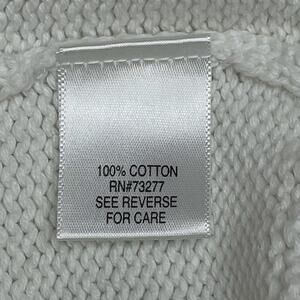 100% COTTON
RN#73277
SEE REVERSE
FOR CARE